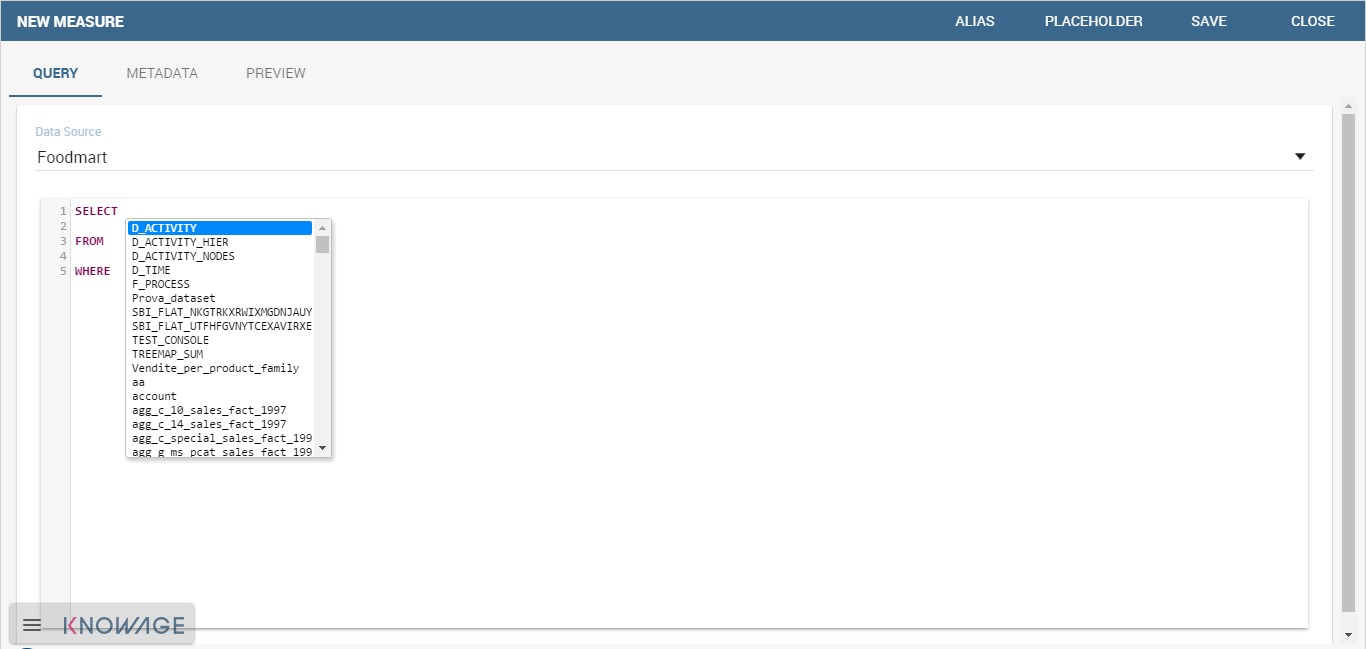 NEW MEASURE ALIAS PLACEHOLDER SAVE CLOSE
QUERY METADATA PREVIEW
Data Source
Foodmart
1 SELECT
2
3 FROM
4
5 WHERE
D_ACTIVITY
D_ACTIVITY_HIER
D_ACTIVITY_NODES
D_TIME
F_PROCESS
Prova_dataset
SBI_FLAT_NKGTRKXRWIXMGDNJAUY
SBI_FLAT_UTFHFGVNYTCEXAVIRXE
TEST_CONSOLE
TREEMAP_SUM
Vendite_per_product_family
aa
account
agg_c_10_sales_fact_1997
agg_c_14_sales_fact_1997
agg_c_special_sales_fact_199
agg_g_ms_pcat_sales_fact_199
KNOWAGE